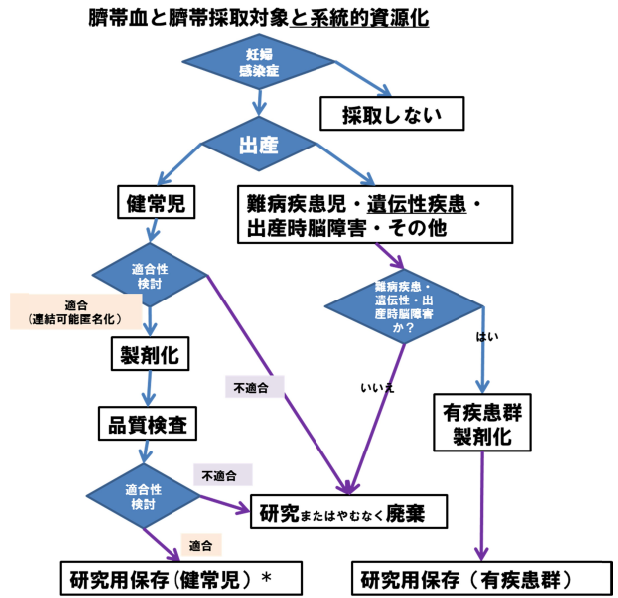 臍帯血と臍帯採取対象と系統的資源化
妊婦
感染症
採取しない
出産
健常児
難病疾患児・遺伝性疾患・
出産時脳障害・その他
適合性
検討
難病疾患・
遺伝性・出
産時脳障害
か？
適合
（連結可能匿名化）
はい
製剤化
不適合
いいえ
有疾患群
製剤化
品質検査
適合性
検討
不適合
研究またはやむなく廃棄
適合
研究用保存（健常児）*
研究用保存（有疾患群）